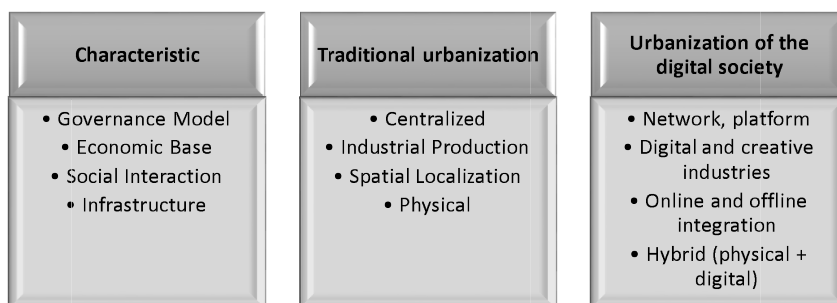 Characteristic
• Governance Model
• Economic Base
• Social Interaction
• Infrastructure
Traditional urbanization
• Centralized
• Industrial Production
• Spatial Localization
• Physical
Urbanization of the
digital society
• Network, platform
• Digital and creative
industries
• Online and offline
integration
• Hybrid (physical +
digital)